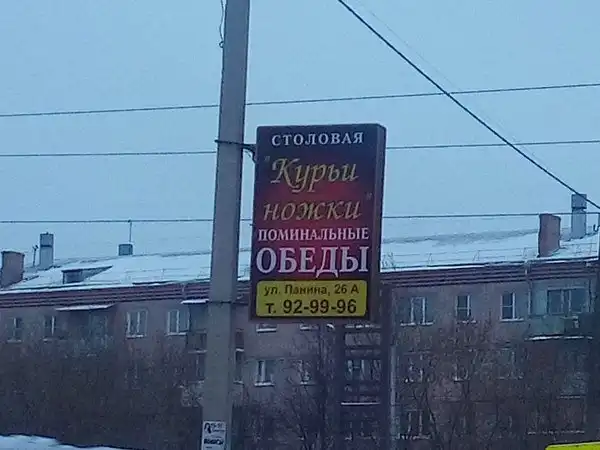 СТОЛОВАЯ
"Курьи
ножки"
ПОМИНАЛЬНЫЕ
ОБЕДЫ
ул. Панина, 26 А
т. 92-99-96